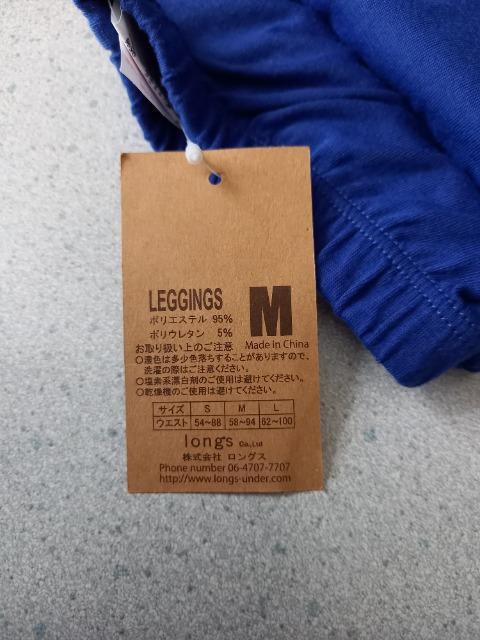 LEGGINGS
M
ポリエステル 95%
ポリウレタン 5%
お取り扱い上のご注意 Made in China
○濃色は多少色落ちすることがありますので、
洗濯の際はご注意ください。
○塩素系漂白剤のご使用は避けてください。
○乾燥機のご使用は避けてください。
サイズ S M L
ウエスト 54~88 58~94 62~100
longs Co.,Ltd
株式会社 ロングス
Phone number 06-4707-7707
http://www.longs-under.com